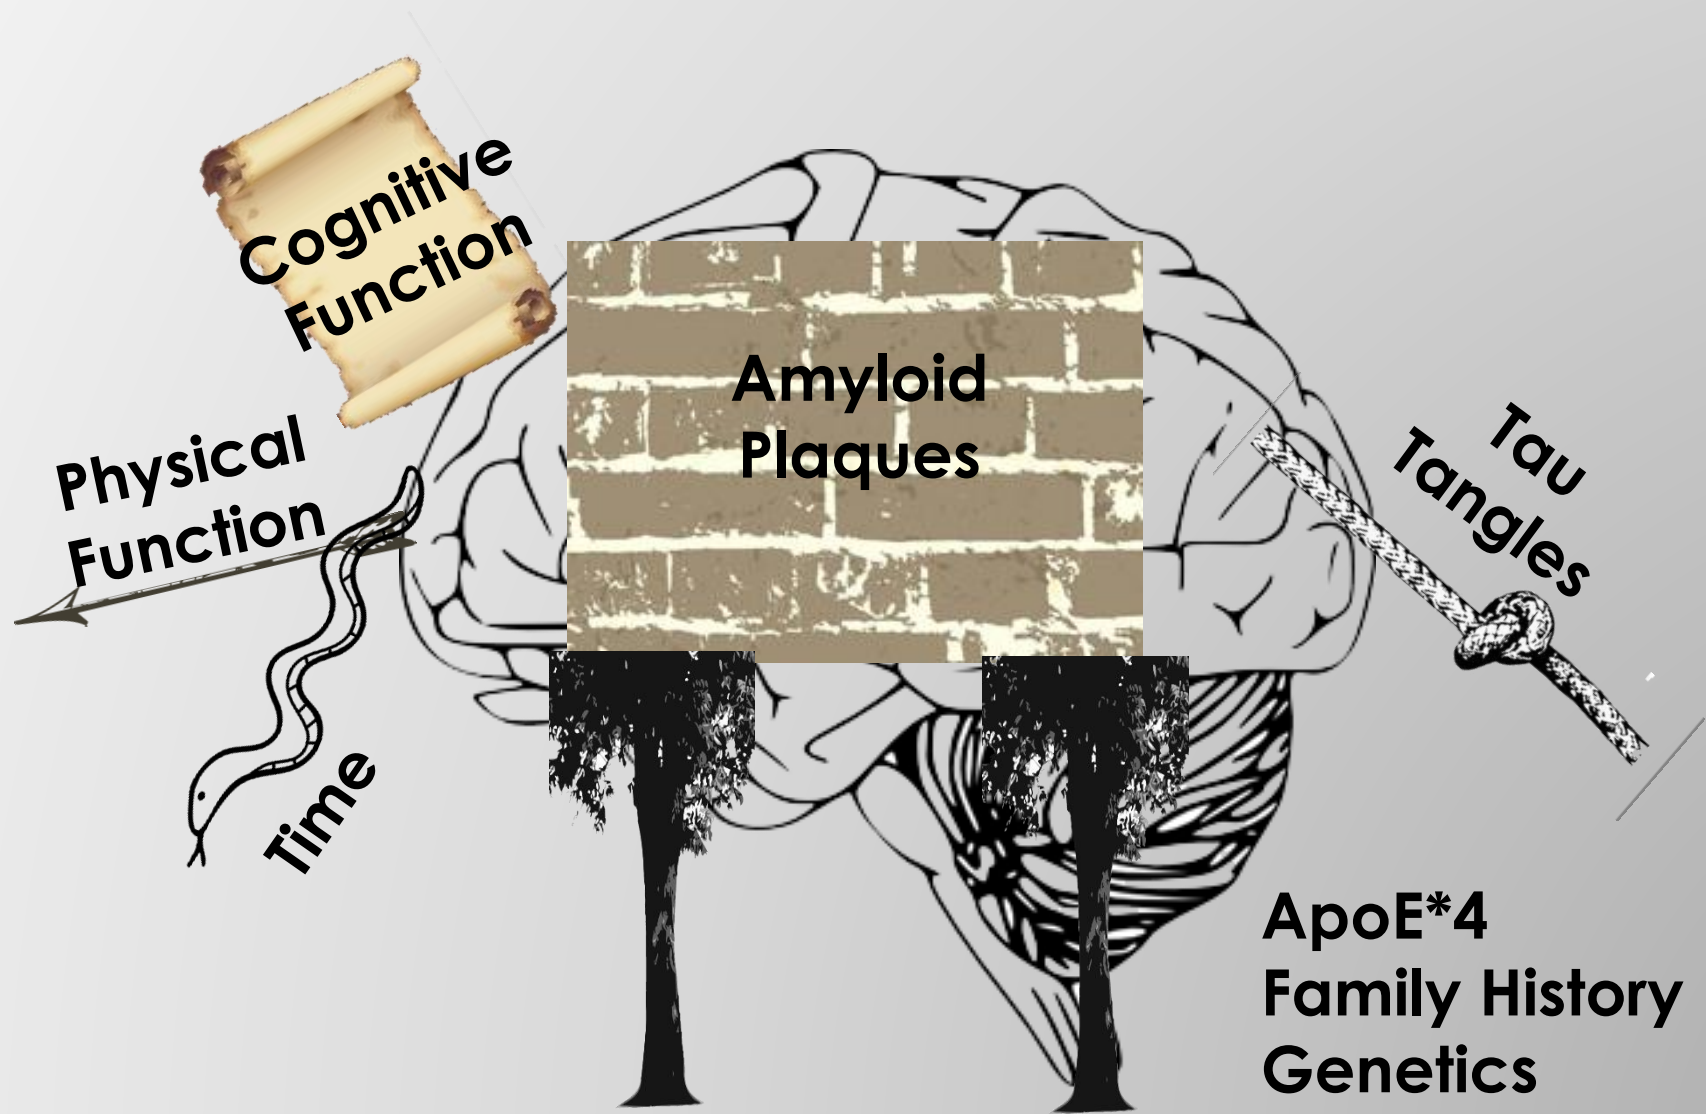 Cognitive
Function
Amyloid
Plaques
Physical
Function
Tau
Tangles
Time
ApoE*4
Family History
Genetics